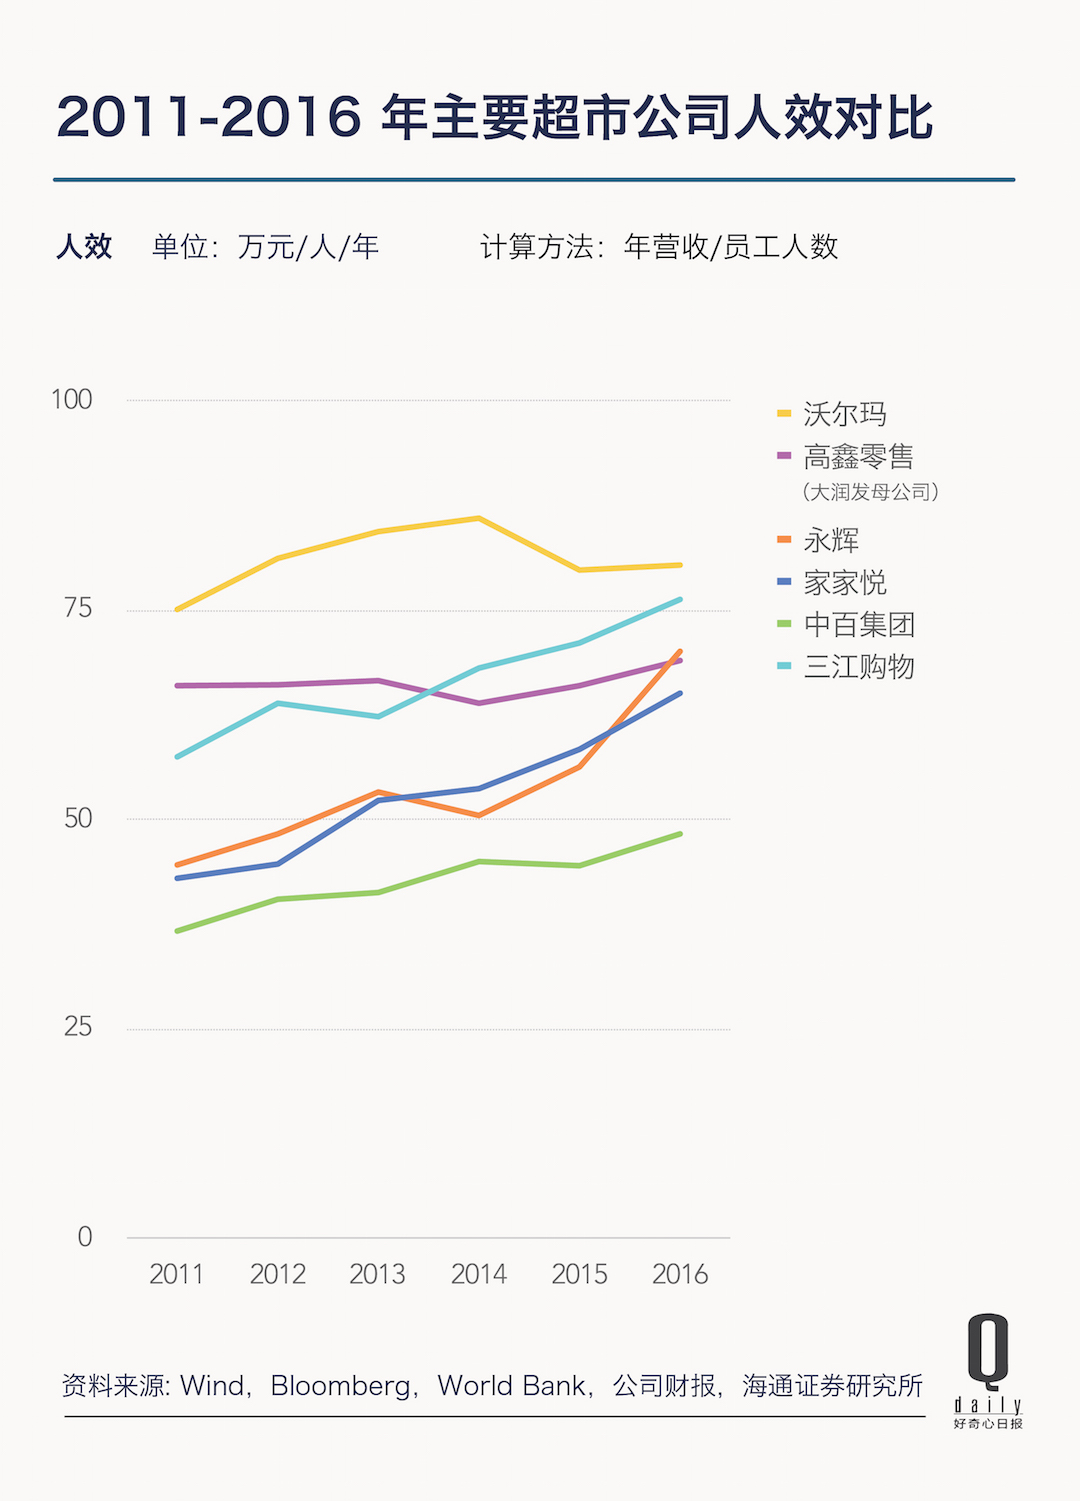 2011-2016 年主要超市公司人效对比
人效 单位：万元/人/年 计算方法：年营收/员工人数
100
75
50
25
0
2011 2012 2013 2014 2015 2016
沃尔玛
高鑫零售
（大润发母公司）
永辉
家家悦
中百集团
三江购物
资料来源: Wind，Bloomberg，World Bank，公司财报，海通证券研究所
Q
daily
好奇心日报